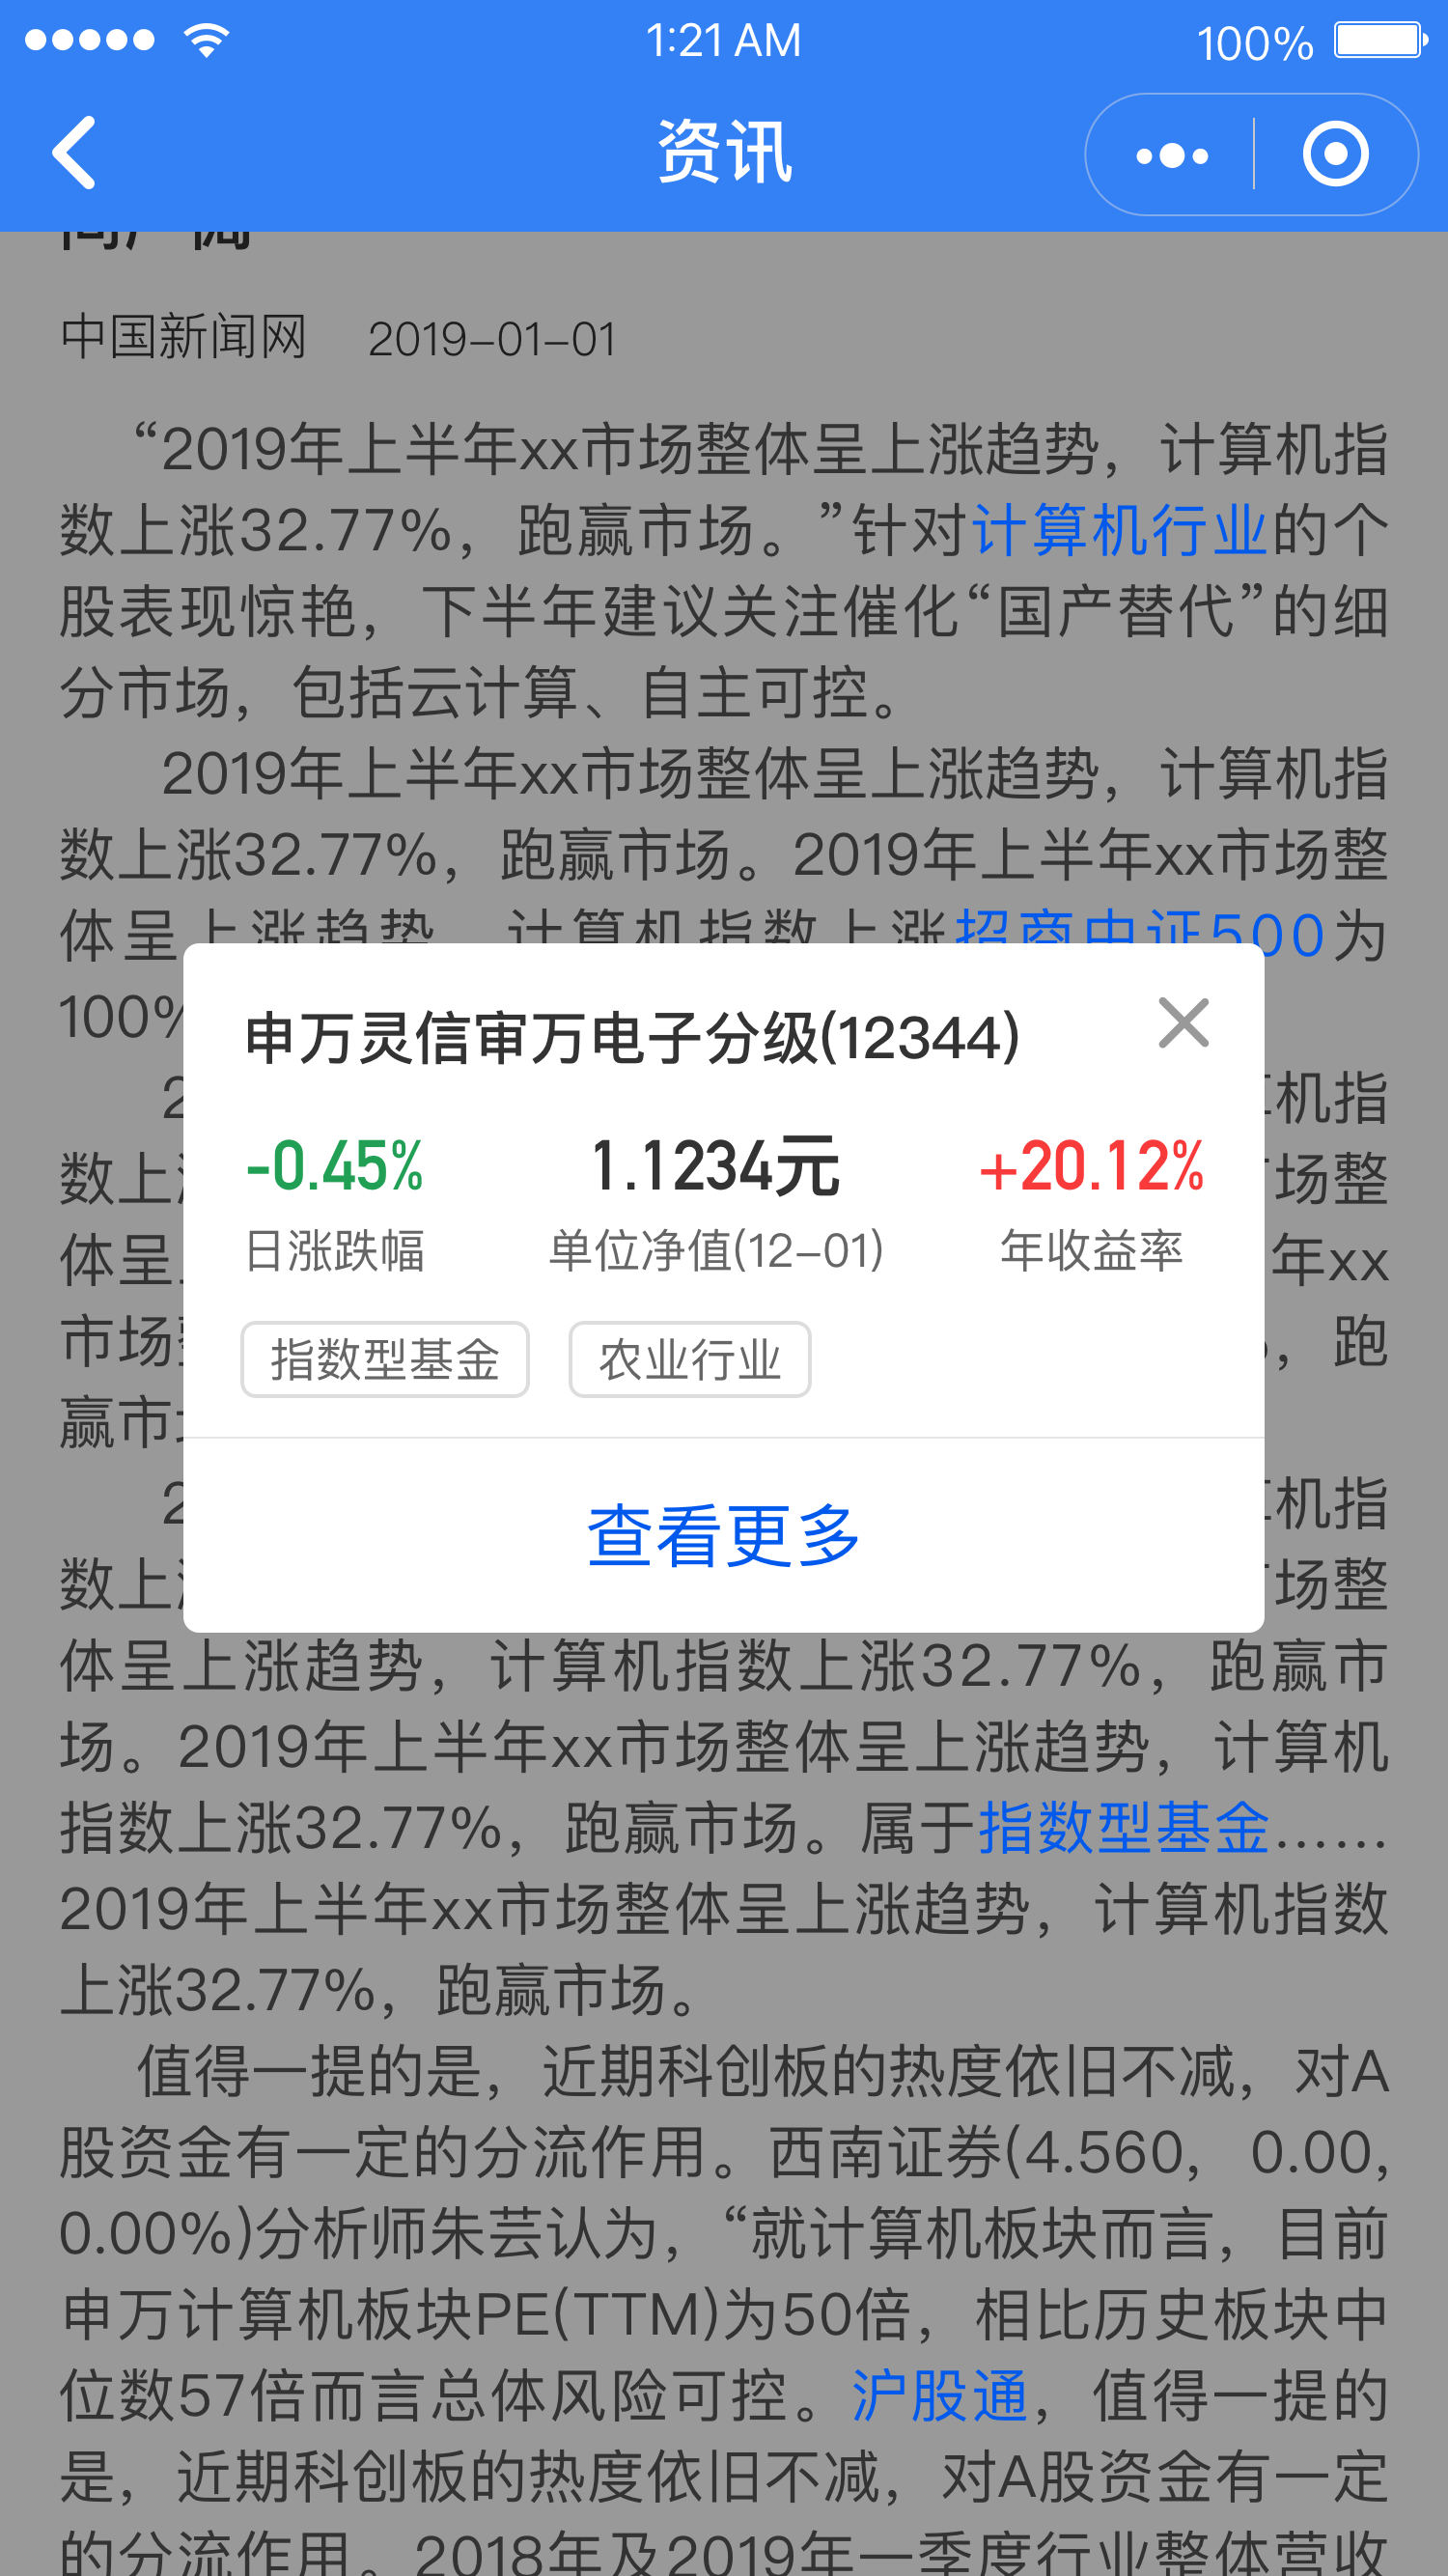 1:21 AM
100%
资讯
中国新闻网 2019-01-01
“2019年上半年xx市场整体呈上涨趋势，计算机指
数上涨32.77%，跑赢市场。”针对计算机行业的个
股表现惊艳，下半年建议关注催化“国产替代”的细
分市场，包括云计算、自主可控。
2019年上半年xx市场整体呈上涨趋势，计算机指
数上涨32.77%，跑赢市场。2019年上半年xx市场整
体呈上涨趋势，计算机指数上涨招商中证500为
100%
申万灵信审万电子分级(12344)
机指
-0.45% 1.1234元 +20.12%
数上 场整
日涨跌幅 单位净值(12-01) 年收益率
体呈 年xx
指数型基金 农业行业
市场 ，跑
赢市
查看更多
机指
数上 场整
体呈上涨趋势，计算机指数上涨32.77%，跑赢市
场。2019年上半年xx市场整体呈上涨趋势，计算机
指数上涨32.77%，跑赢市场。属于指数型基金……
2019年上半年xx市场整体呈上涨趋势，计算机指数
上涨32.77%，跑赢市场。
值得一提的是，近期科创板的热度依旧不减，对A
股资金有一定的分流作用。西南证券(4.560, 0.00,
0.00%)分析师朱芸认为，“就计算机板块而言，目前
申万计算机板块PE(TTM)为50倍，相比历史板块中
位数57倍而言总体风险可控。沪股通，值得一提的
是，近期科创板的热度依旧不减，对A股资金有一定
的分流作用。2018年及2019年一季度行业整体营收